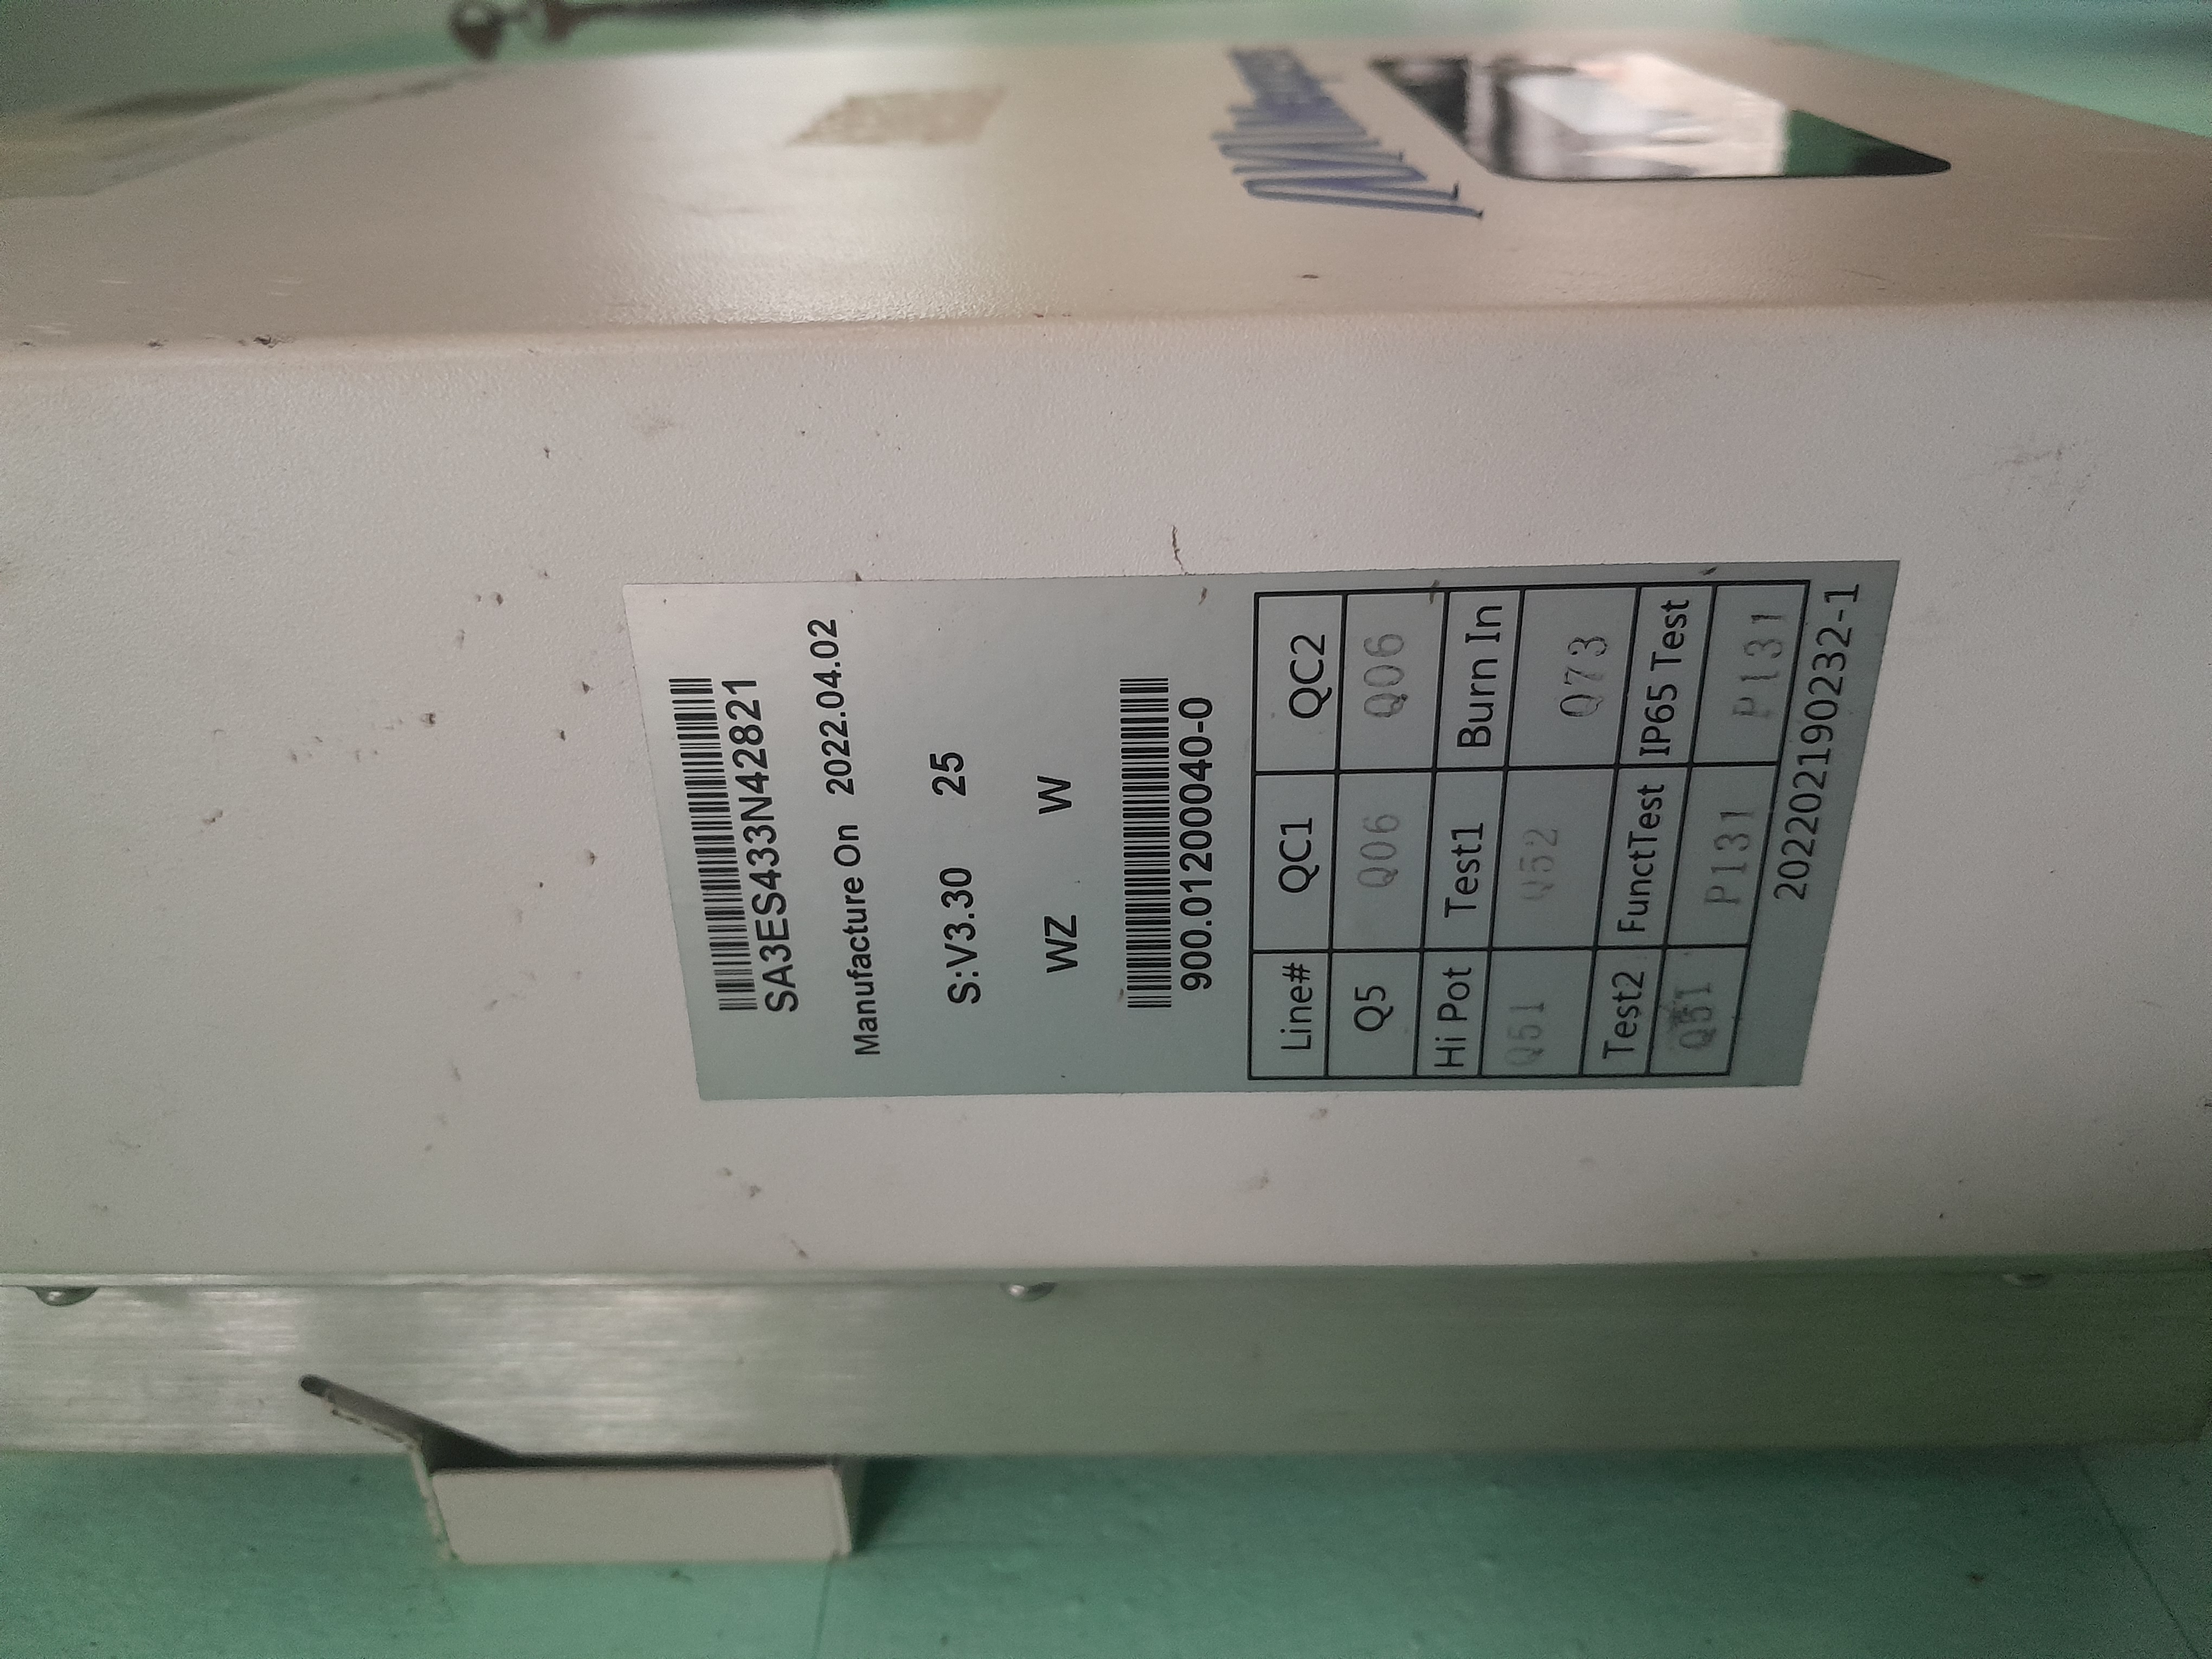 SA3ES433N42821
Manufacture On 2022.04.02
S:V3.30 25
WZ W
900.01200040-0
Line# QC1 QC2
Q5 Q06 Q06
Hi Pot Test1 Burn In
Q51 Q52 Q73
Test2 FunctTest IP65 Test
Q51 P131 P131
202202190232-1